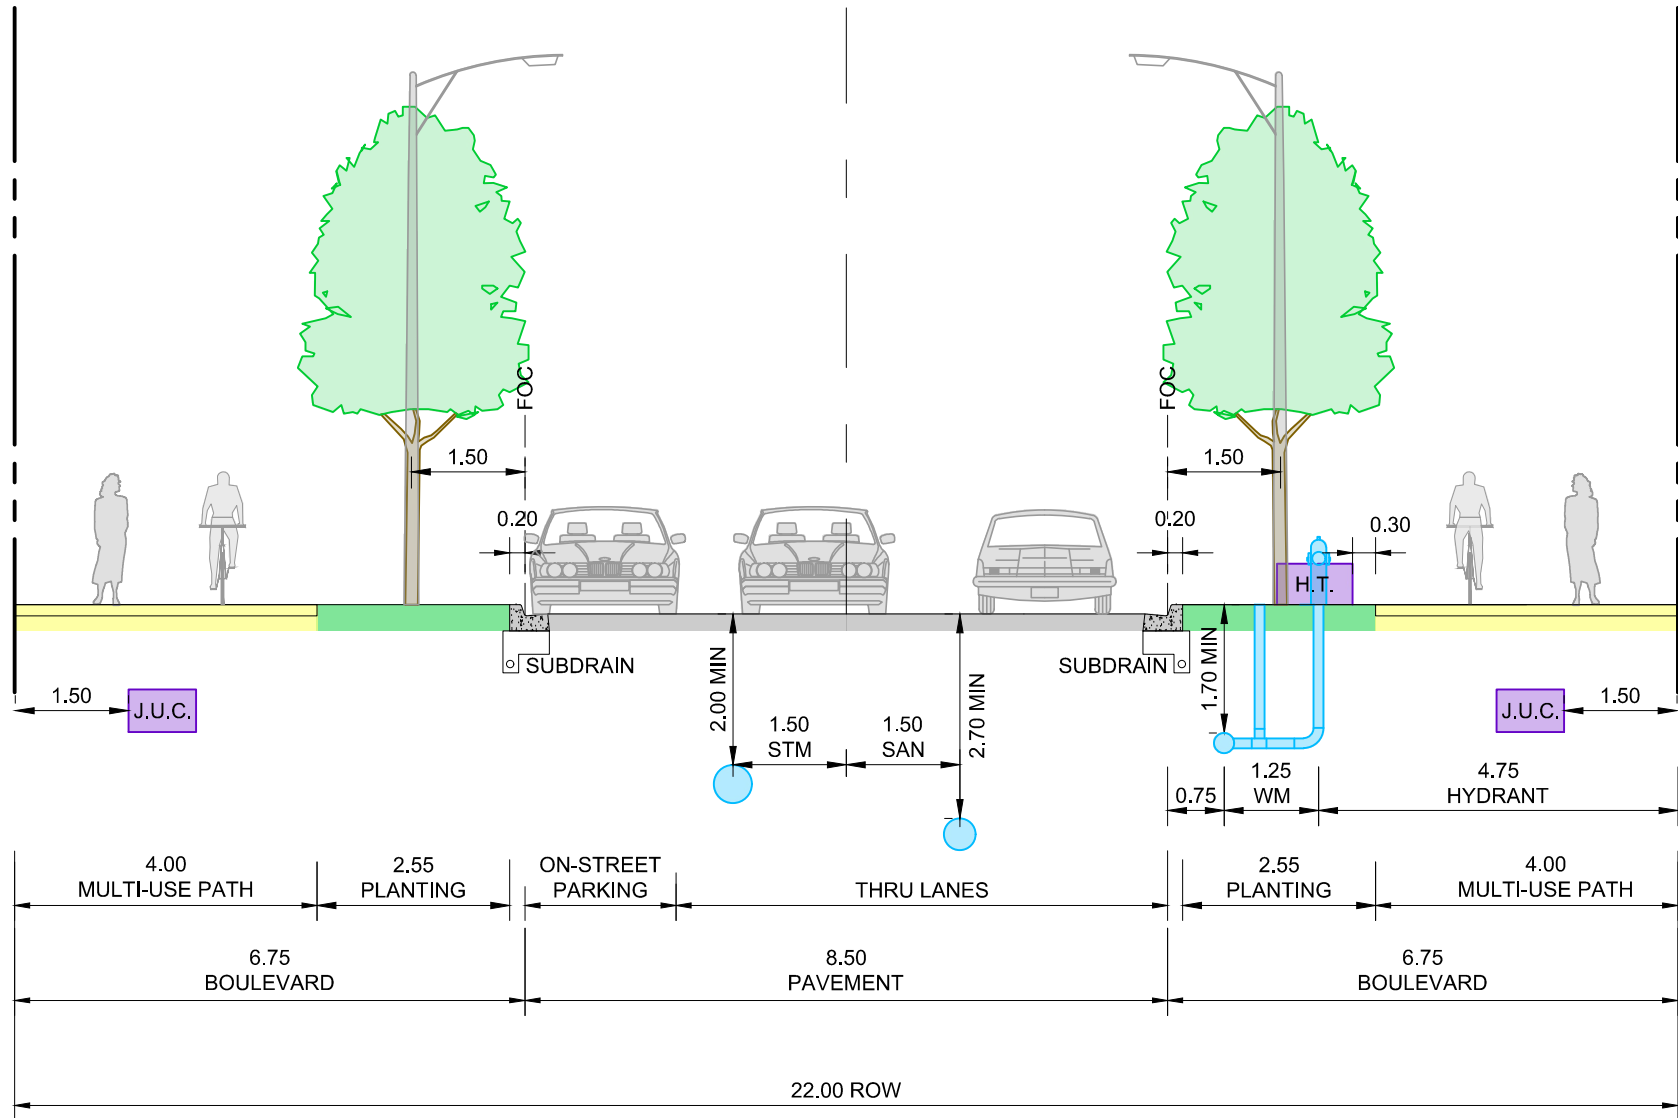 FOC
FOC
1.50
1.50
0.20
0.20
0.30
H.T.
SUBDRAIN
SUBDRAIN
2.00 MIN
2.70 MIN
1.70 MIN
1.50
J.U.C.
1.50
STM
1.50
SAN
J.U.C.
1.50
0.75
1.25
WM
4.75
HYDRANT
4.00
MULTI-USE PATH
2.55
PLANTING
ON-STREET
PARKING
THRU LANES
2.55
PLANTING
4.00
MULTI-USE PATH
6.75
BOULEVARD
8.50
PAVEMENT
6.75
BOULEVARD
22.00 ROW